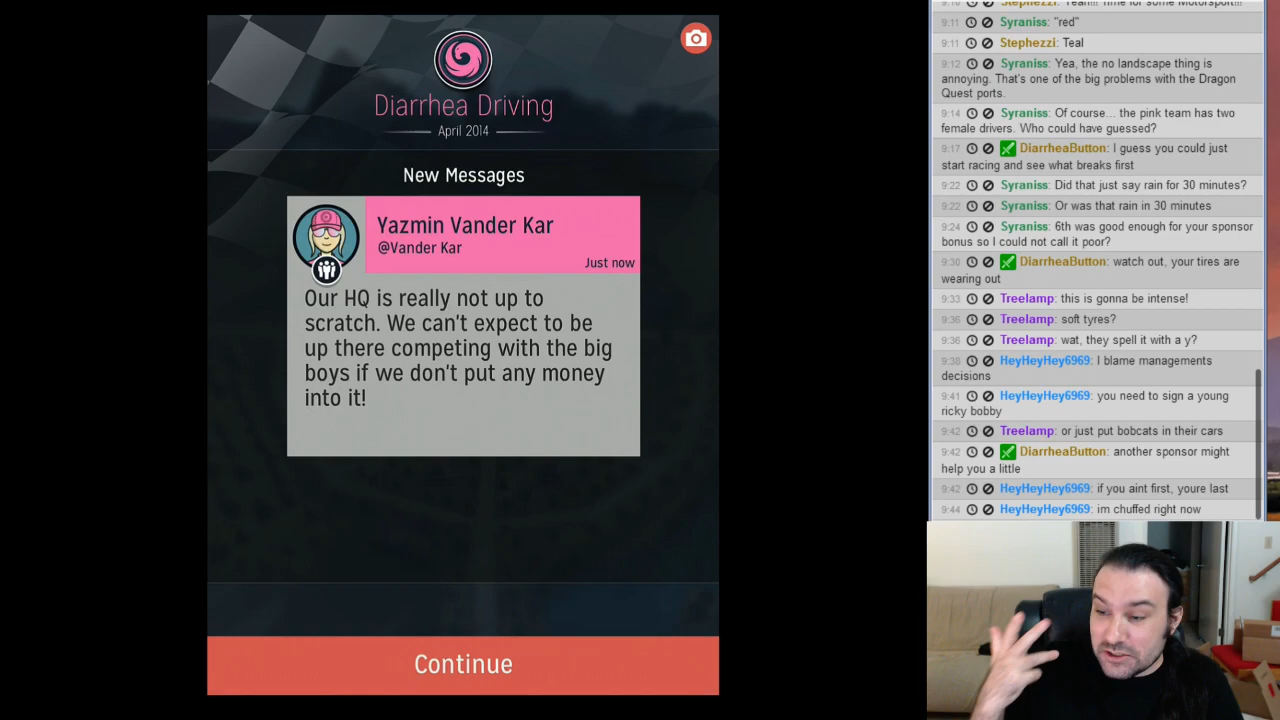 Diarrhea Driving
April 2014
New Messages
Yazmin Vander Kar
@Vander Kar
Just now
Our HQ is really not up to
scratch. We can't expect to be
up there competing with the big
boys if we don't put any money
into it!
Continue
9:10 Stephezzi: Yeah!!! Time for some Motorsport!!!
9:11 Syraniss: "red"
9:11 Stephezzi: Teal
9:12 Syraniss: Yea, the no landscape thing is
annoying. That's one of the big problems with the Dragon
Quest ports.
9:14 Syraniss: Of course... the pink team has two
female drivers. Who could have guessed?
9:17 DiarrheaButton: I guess you could just
start racing and see what breaks first
9:22 Syraniss: Did that just say rain for 30 minutes?
9:22 Syraniss: Or was that rain in 30 minutes
9:24 Syraniss: 6th was good enough for your sponsor
bonus so I could not call it poor?
9:30 DiarrheaButton: watch out, your tires are
wearing out
9:33 Treelamp: this is gonna be intense!
9:36 Treelamp: soft tyres?
9:36 Treelamp: wat, they spell it with a y?
9:38 HeyHeyHey6969: I blame managements
decisions
9:41 HeyHeyHey6969: you need to sign a young
ricky bobby
9:42 Treelamp: or just put bobcats in their cars
9:42 DiarrheaButton: another sponsor might
help you a little
9:42 HeyHeyHey6969: if you aint first, youre last
9:44 HeyHeyHey6969: im chuffed right now